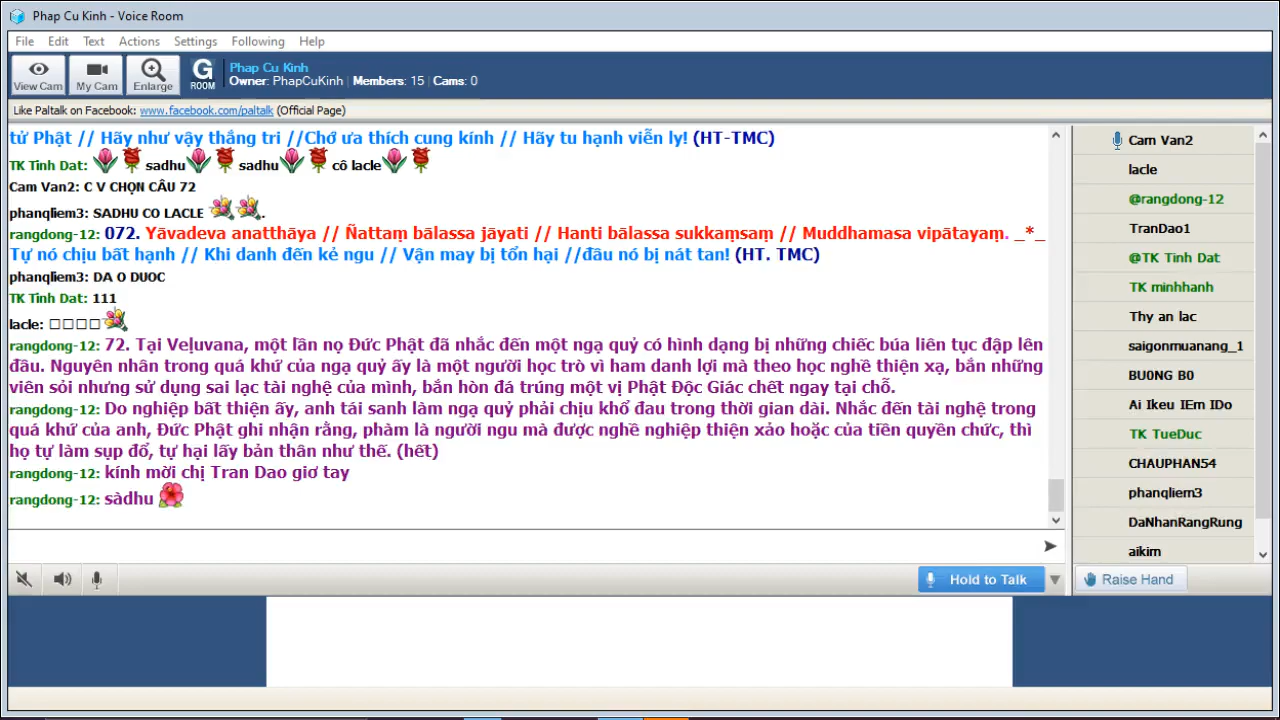 Phap Cu Kinh - Voice Room
File Edit Text Actions Settings Following Help
View Cam My Cam Enlarge G ROOM Phap Cu Kinh
Owner: PhapCuKinh | Members: 15 | Cams: 0
Like Paltalk on Facebook: www.facebook.com/paltalk (Official Page)
tử Phật // Hãy như vậy thắng tri //Chớ ưa thích cung kính // Hãy tu hạnh viễn ly! (HT-TMC)
TK Tinh Dat: sadhu sadhu cô lacle
Cam Van2: C V CHỌN CÂU 72
phanqliem3: SADHU CO LACLE .
rangdong-12: 072. Yāvadeva anatthāya // Ñattaṃ bālassa jāyati // Hanti bālassa sukkaṃsaṃ // Muddhamasa vipātayaṃ. _*_
Tự nó chịu bất hạnh // Khi danh đến kẻ ngu // Vận may bị tổn hại //đầu nó bị nát tan! (HT. TMC)
phanqliem3: DA O DUOC
TK Tinh Dat: 111
lacle: □□□□
rangdong-12: 72. Tại Veḷuvana, một lần nọ Đức Phật đã nhắc đến một ngạ quỷ có hình dạng bị những chiếc búa liên tục đập lên
đầu. Nguyên nhân trong quá khứ của ngạ quỷ ấy là một người học trò vì ham danh lợi mà theo học nghề thiện xạ, bắn những
viên sỏi nhưng sử dụng sai lạc tài nghệ của mình, bắn hòn đá trúng một vị Phật Độc Giác chết ngay tại chỗ.
rangdong-12: Do nghiệp bất thiện ấy, anh tái sanh làm ngạ quỷ phải chịu khổ đau trong thời gian dài. Nhắc đến tài nghệ trong
quá khứ của anh, Đức Phật ghi nhận rằng, phàm là người ngu mà được nghề nghiệp thiện xảo hoặc của tiền quyền chức, thì
họ tự làm sụp đổ, tự hại lấy bản thân như thế. (hết)
rangdong-12: kính mời chị Tran Dao giơ tay
rangdong-12: sàdhu
Hold to Talk
Cam Van2
lacle
@rangdong-12
TranDao1
@TK Tinh Dat
TK minhhanh
Thy an lac
saigonmuanang_1
BU0NG B0
Ai Ikeu IEm IDo
TK TueDuc
CHAUPHAN54
phanqliem3
DaNhanRangRung
aikim
Raise Hand